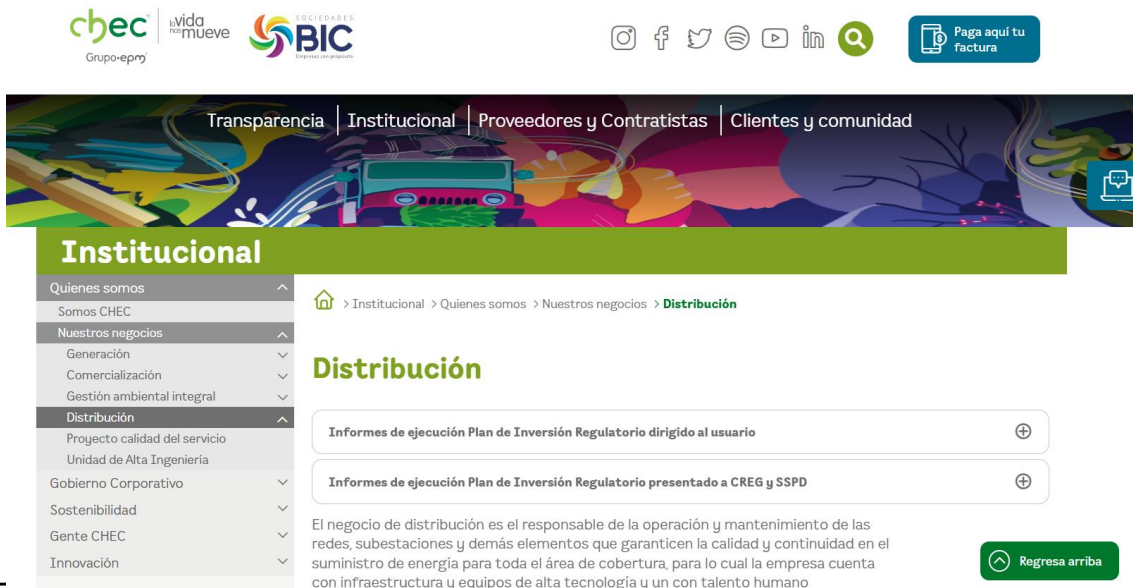 chec
Grupo·epm
la vida
nos mueve
SOCIEDADES
BIC
Empresas con propósito
Paga aquí tu
factura
Transparencia | Institucional | Proveedores y Contratistas | Clientes y comunidad
Institucional
Quienes somos
Somos CHEC
Nuestros negocios
Generación
Comercialización
Gestión ambiental integral
Distribución
Proyecto calidad del servicio
Unidad de Alta Ingeniería
Gobierno Corporativo
Sostenibilidad
Gente CHEC
Innovación
> Institucional > Quienes somos > Nuestros negocios > Distribución
Distribución
Informes de ejecución Plan de Inversión Regulatorio dirigido al usuario
Informes de ejecución Plan de Inversión Regulatorio presentado a CREG y SSPD
El negocio de distribución es el responsable de la operación y mantenimiento de las
redes, subestaciones y demás elementos que garanticen la calidad y continuidad en el
suministro de energía para toda el área de cobertura, para lo cual la empresa cuenta
con infraestructura y equipos de alta tecnología y un con talento humano
Regresa arriba